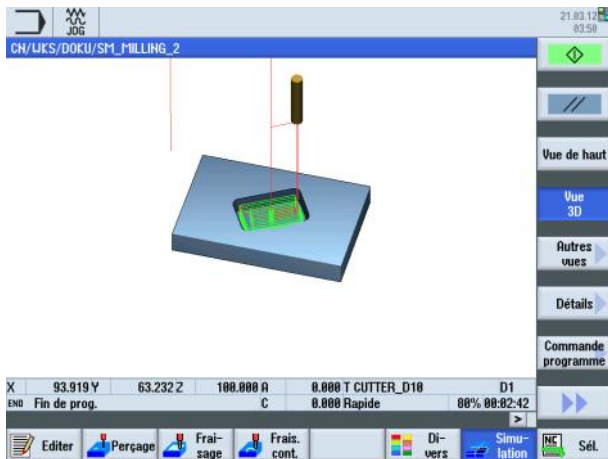 JOG
21.03.12
03:50
CN/WKS/DOKU/SM_MILLING_2
Vue de haut
Vue
3D
Autres
vues
Détails
Commande
programme
X 93.919 Y 63.232 Z 100.000 A 0.000 T CUTTER_D10 D1
END Fin de prog. C 0.000 Rapide 80% 00:02:42
>
Editer
Perçage
Frai-
sage
Frais.
cont.
Di-
vers
Simu-
lation
NC
Sél.